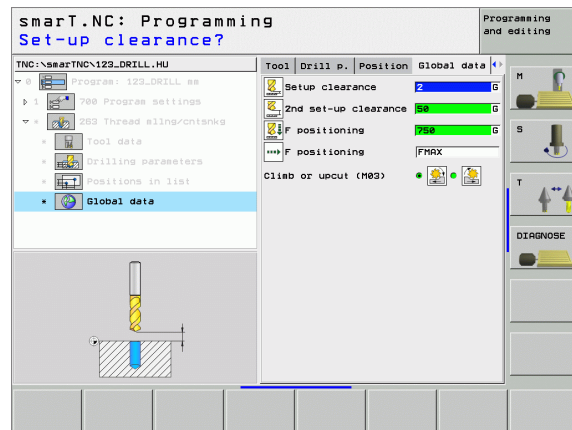 smarT.NC: Programming
Programming and editing
Set-up clearance?
TNC:\smarTNC\123_DRILL.HU
Tool Drill p. Position Global data
0 Program: 123_DRILL mm
1 700 Program settings
* 263 Thread mllng/cntsnkg
* Tool data
* Drilling parameters
* Positions in list
* Global data
Setup clearance 2 G
2nd set-up clearance 50 G
F positioning 750 G
F positioning FMAX
Climb or upcut (M03)
M
S
T
DIAGNOSE